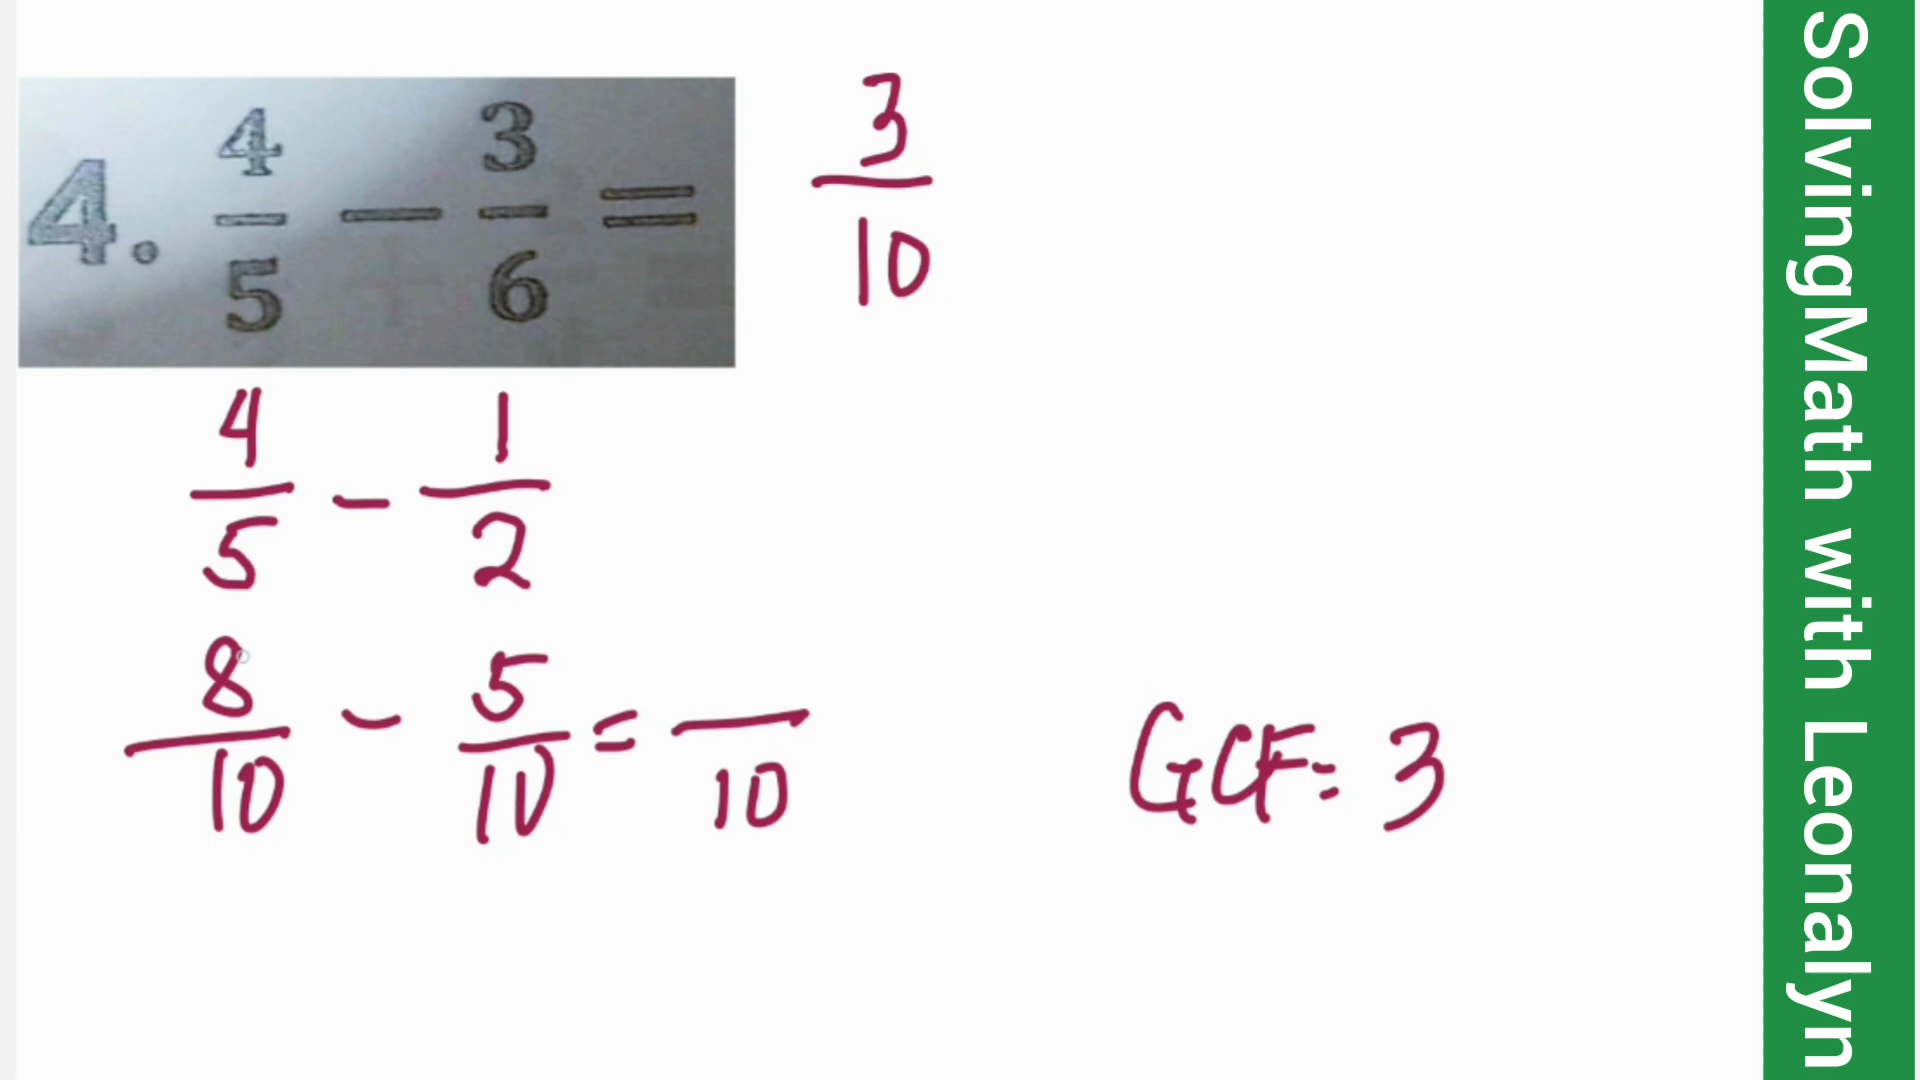 4. 4/5 − 3/6 = 3/10
4/5 - 1/2
8/10 - 5/10 = /10
GCF = 3
SolvingMath with Leonalyn